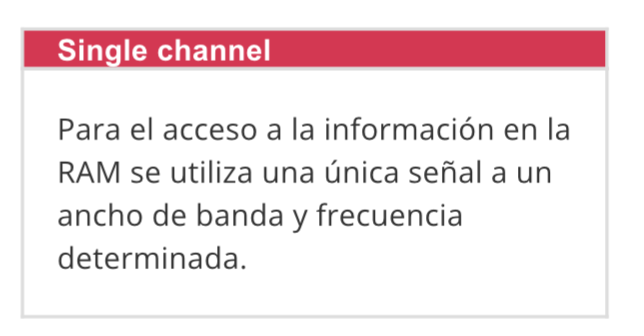 Single channel
Para el acceso a la información en la
RAM se utiliza una única señal a un
ancho de banda y frecuencia
determinada.